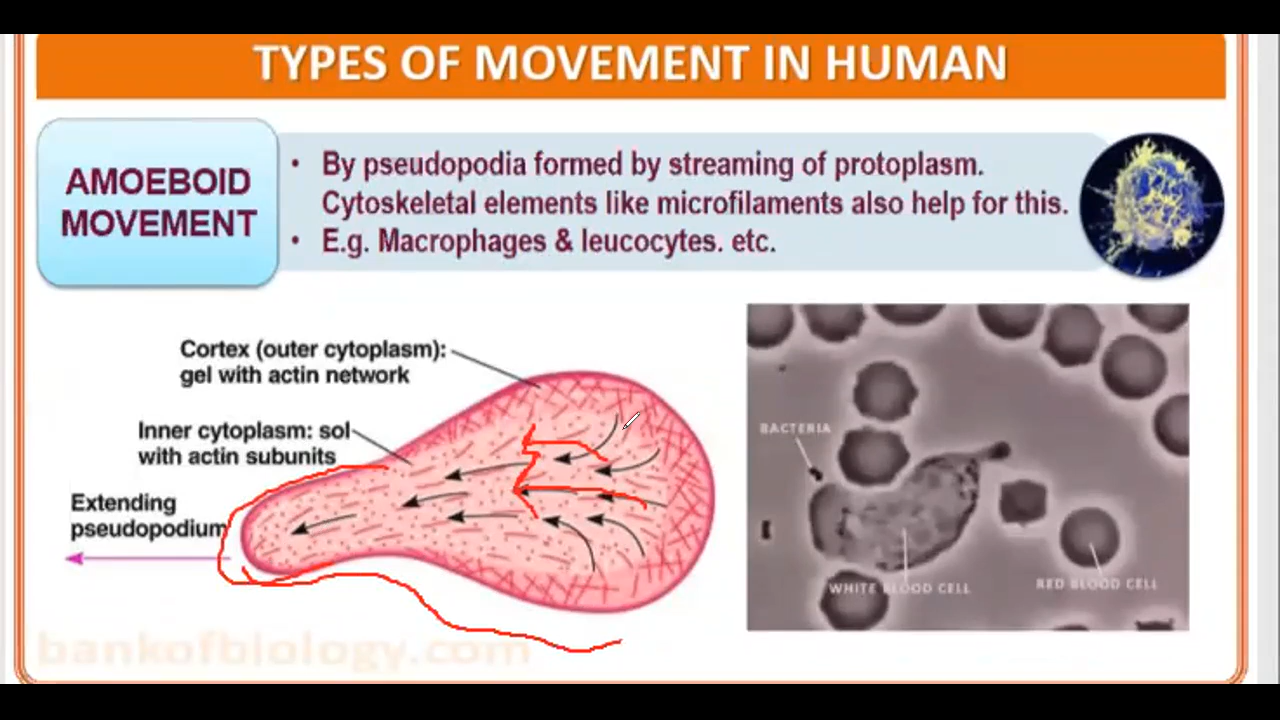 TYPES OF MOVEMENT IN HUMAN
AMOEBOID
MOVEMENT
• By pseudopodia formed by streaming of protoplasm.
Cytoskeletal elements like microfilaments also help for this.
• E.g. Macrophages & leucocytes. etc.
Cortex (outer cytoplasm):
gel with actin network
Inner cytoplasm: sol
with actin subunits
Extending
pseudopodium
BACTERIA
WHITE BLOOD CELL
RED BLOOD CELL
bankofbiology.com